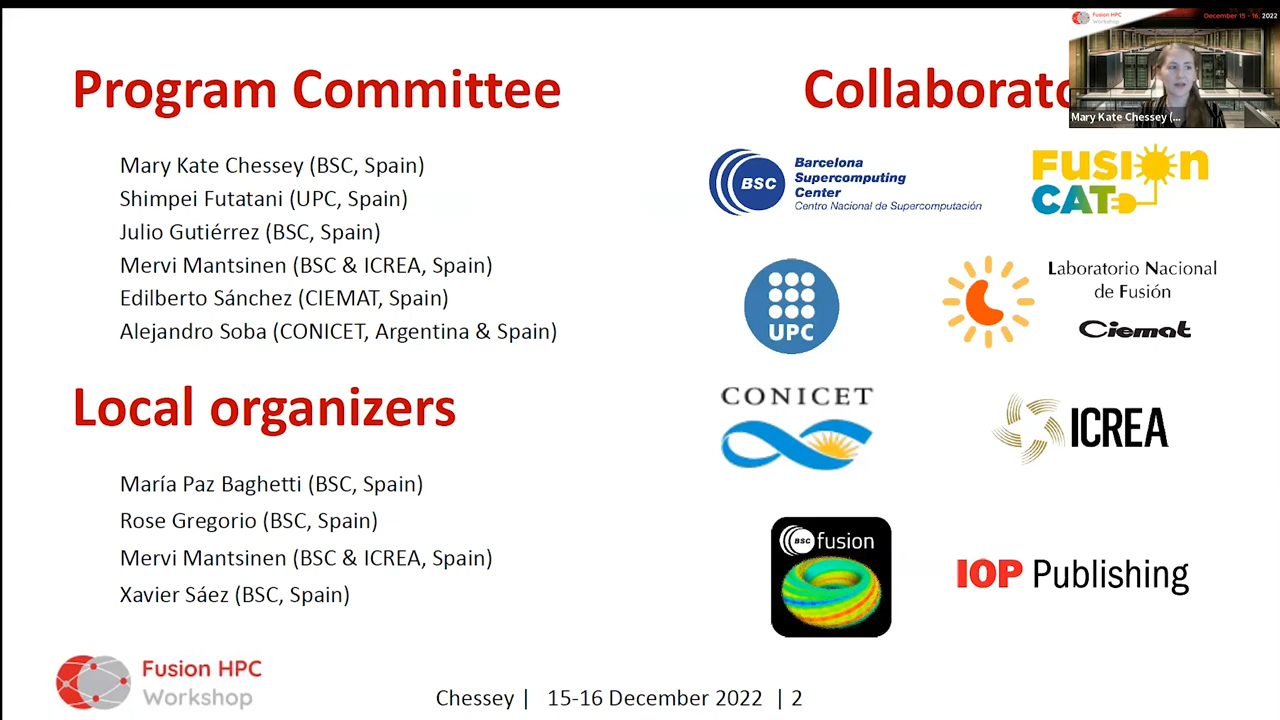 Program Committee
Mary Kate Chessey (BSC, Spain)
Shimpei Futatani (UPC, Spain)
Julio Gutiérrez (BSC, Spain)
Mervi Mantsinen (BSC & ICREA, Spain)
Edilberto Sánchez (CIEMAT, Spain)
Alejandro Soba (CONICET, Argentina & Spain)
Local organizers
María Paz Baghetti (BSC, Spain)
Rose Gregorio (BSC, Spain)
Mervi Mantsinen (BSC & ICREA, Spain)
Xavier Sáez (BSC, Spain)
Collaborato
Fusion HPC
Workshop
December 15 - 16, 2022
Mary Kate Chessey (...
BSC
Barcelona
Supercomputing
Center
Centro Nacional de Supercomputación
FUSION
CAT
UPC
Laboratorio Nacional
de Fusión
Ciemat
CONICET
ICREA
BSC fusion
IOP Publishing
Fusion HPC
Workshop
Chessey | 15-16 December 2022 | 2